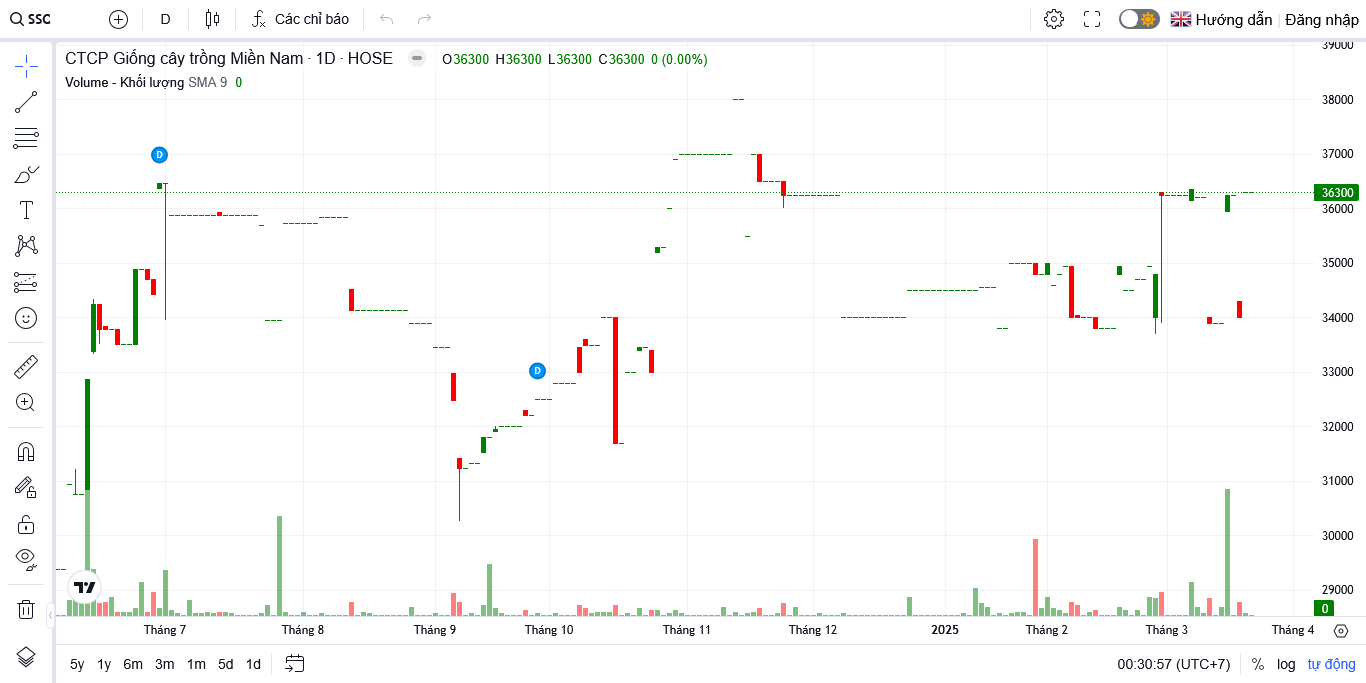 SSC D Các chỉ báo Hướng dẫn Đăng nhập
CTCP Giống cây trồng Miền Nam · 1D · HOSE O36300 H36300 L36300 C36300 0 (0.00%)
Volume - Khối lượng SMA 9 0
39000
38000
37000
36300
36000
35000
34000
33000
32000
31000
30000
29000
0
D
D
Tháng 7 Tháng 8 Tháng 9 Tháng 10 Tháng 11 Tháng 12 2025 Tháng 2 Tháng 3 Tháng 4
5y 1y 6m 3m 1m 5d 1d 00:30:57 (UTC+7) % log tự động